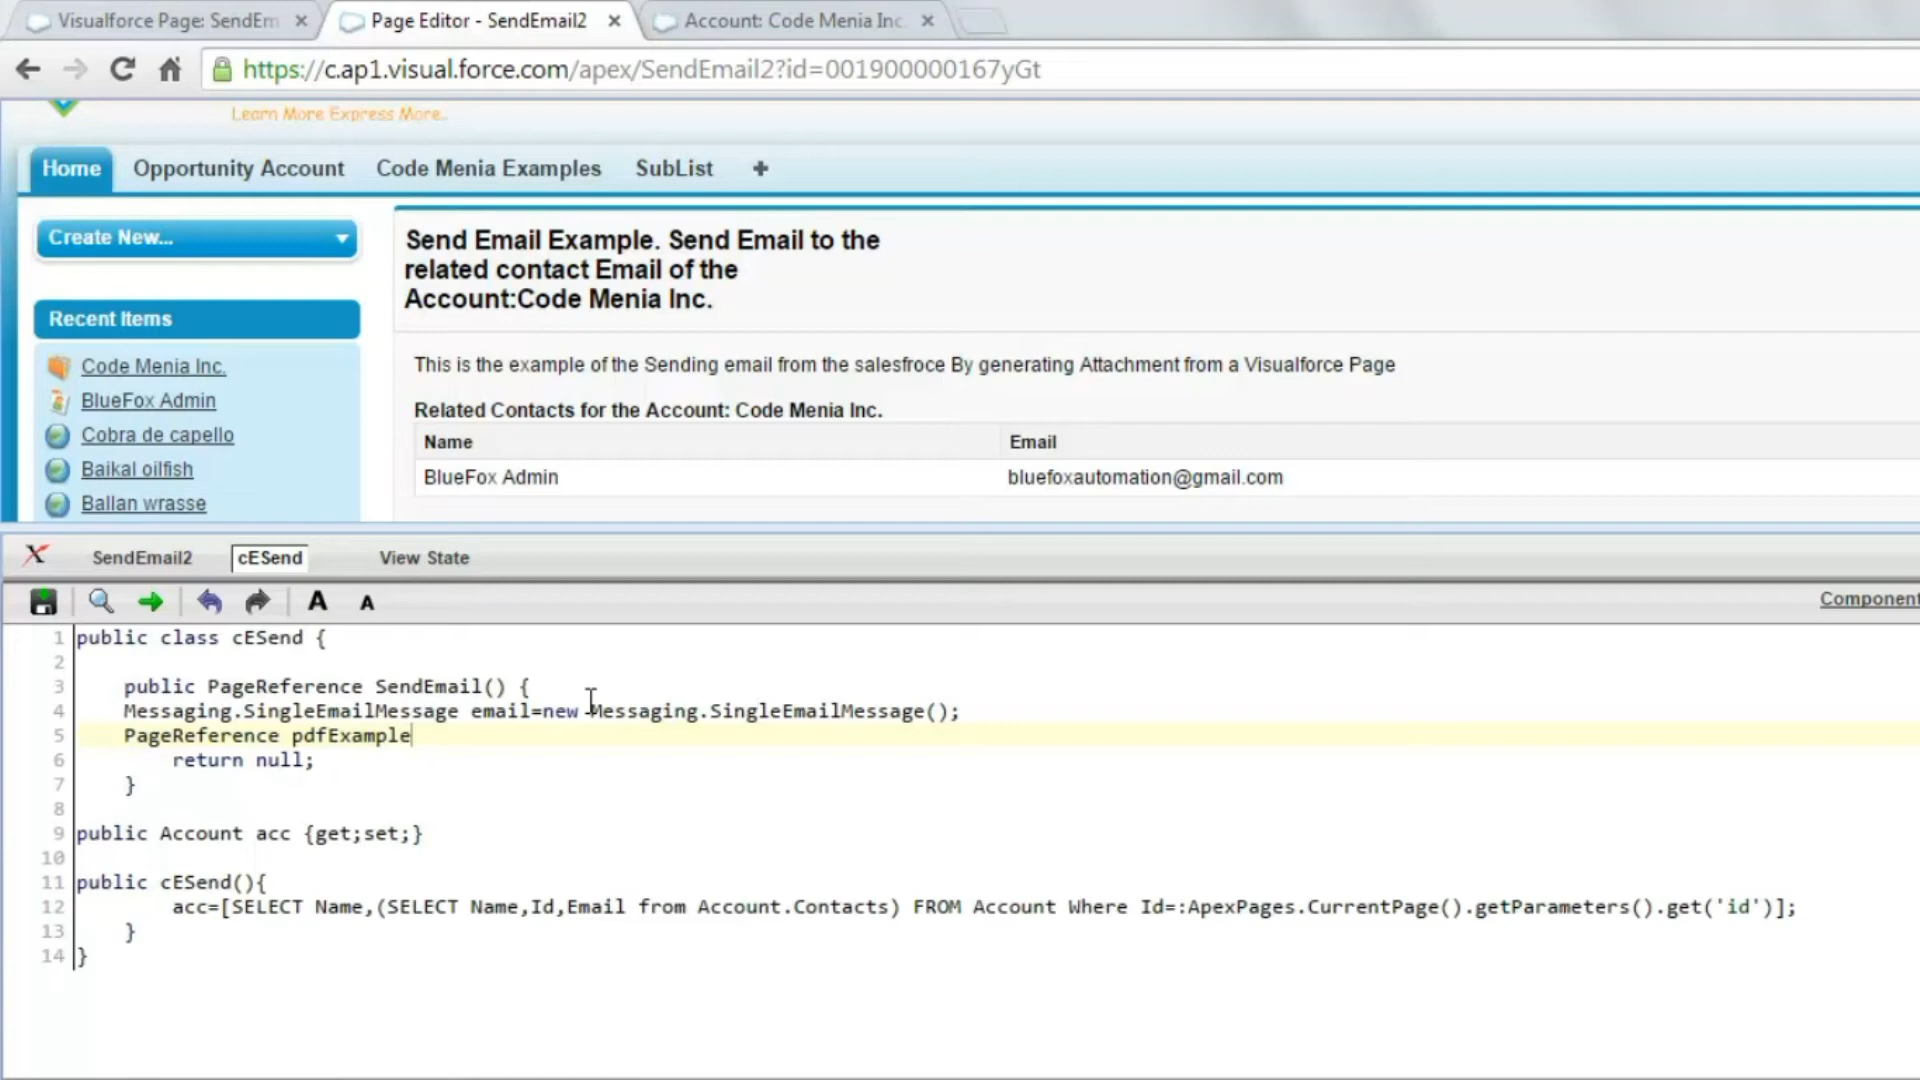 Visualforce Page: SendEm
Page Editor - SendEmail2
Account: Code Menia Inc.
https://c.ap1.visual.force.com/apex/SendEmail2?id=001900000167yGt
Learn More Express More..
Home Opportunity Account Code Menia Examples SubList +
Create New...
Recent Items
Code Menia Inc.
BlueFox Admin
Cobra de capello
Baikal oilfish
Ballan wrasse
Send Email Example. Send Email to the
related contact Email of the
Account:Code Menia Inc.
This is the example of the Sending email from the salesfroce By generating Attachment from a Visualforce Page
Related Contacts for the Account: Code Menia Inc.
Name Email
BlueFox Admin bluefoxautomation@gmail.com
X SendEmail2 cESend View State
A A Component
1 public class cESend {
2
3 public PageReference SendEmail() {
4 Messaging.SingleEmailMessage email=new Messaging.SingleEmailMessage();
5 PageReference pdfExample
6 return null;
7 }
8
9 public Account acc {get;set;}
10
11 public cESend(){
12 acc=[SELECT Name,(SELECT Name,Id,Email from Account.Contacts) FROM Account Where Id=:ApexPages.CurrentPage().getParameters().get('id')];
13 }
14 }